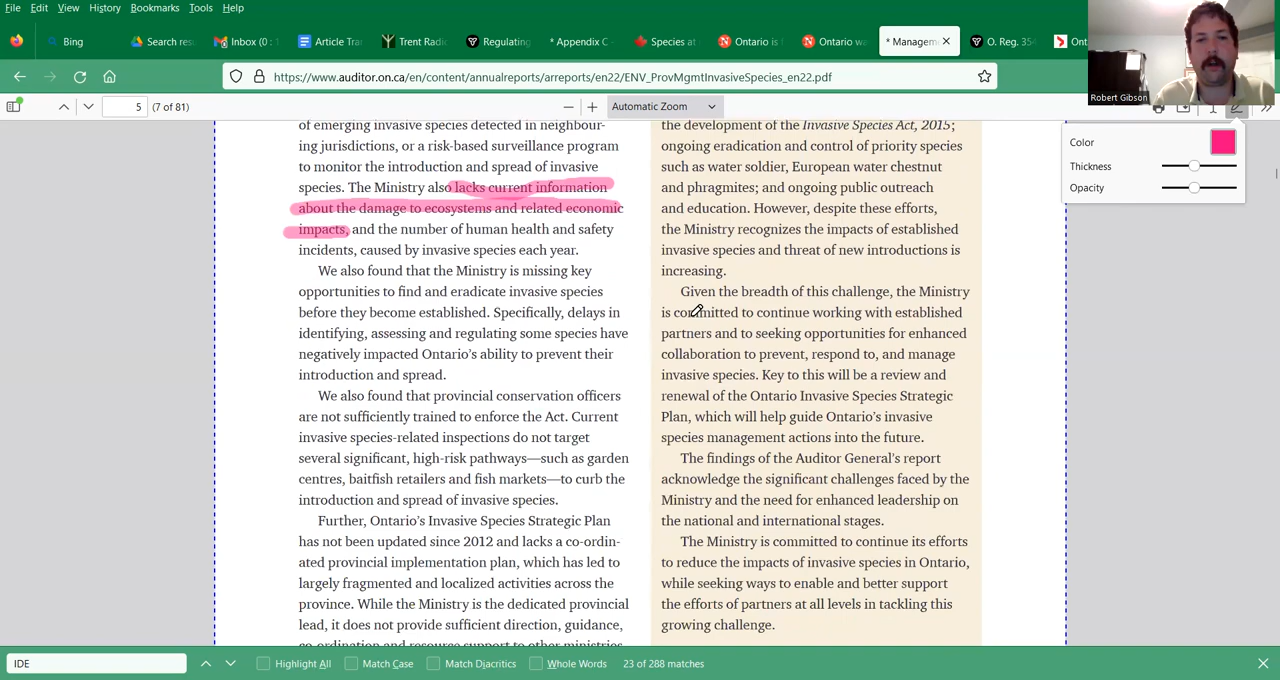 File Edit View History Bookmarks Tools Help
Bing
Search res
Inbox (0 :
Article Tra
Trent Radi
Regulating
* Appendix C -
Species at
Ontario is
Ontario wa
* Managem
O. Reg. 354
Ont
https://www.auditor.on.ca/en/content/annualreports/arreports/en22/ENV_ProvMgmtInvasiveSpecies_en22.pdf
Robert Gibson
5 (7 of 81)
Automatic Zoom
Color
Thickness
Opacity
of emerging invasive species detected in neighbour-
ing jurisdictions, or a risk-based surveillance program
to monitor the introduction and spread of invasive
species. The Ministry also lacks current information
about the damage to ecosystems and related economic
impacts, and the number of human health and safety
incidents, caused by invasive species each year.
We also found that the Ministry is missing key
opportunities to find and eradicate invasive species
before they become established. Specifically, delays in
identifying, assessing and regulating some species have
negatively impacted Ontario's ability to prevent their
introduction and spread.
We also found that provincial conservation officers
are not sufficiently trained to enforce the Act. Current
invasive species-related inspections do not target
several significant, high-risk pathways—such as garden
centres, baitfish retailers and fish markets—to curb the
introduction and spread of invasive species.
Further, Ontario's Invasive Species Strategic Plan
has not been updated since 2012 and lacks a co-ordin-
ated provincial implementation plan, which has led to
largely fragmented and localized activities across the
province. While the Ministry is the dedicated provincial
lead, it does not provide sufficient direction, guidance,
co-ordination and resource support to other ministries
the development of the Invasive Species Act, 2015;
ongoing eradication and control of priority species
such as water soldier, European water chestnut
and phragmites; and ongoing public outreach
and education. However, despite these efforts,
the Ministry recognizes the impacts of established
invasive species and threat of new introductions is
increasing.
Given the breadth of this challenge, the Ministry
is committed to continue working with established
partners and to seeking opportunities for enhanced
collaboration to prevent, respond to, and manage
invasive species. Key to this will be a review and
renewal of the Ontario Invasive Species Strategic
Plan, which will help guide Ontario's invasive
species management actions into the future.
The findings of the Auditor General's report
acknowledge the significant challenges faced by the
Ministry and the need for enhanced leadership on
the national and international stages.
The Ministry is committed to continue its efforts
to reduce the impacts of invasive species in Ontario,
while seeking ways to enable and better support
the efforts of partners at all levels in tackling this
growing challenge.
IDE
Highlight All
Match Case
Match Diacritics
Whole Words
23 of 288 matches